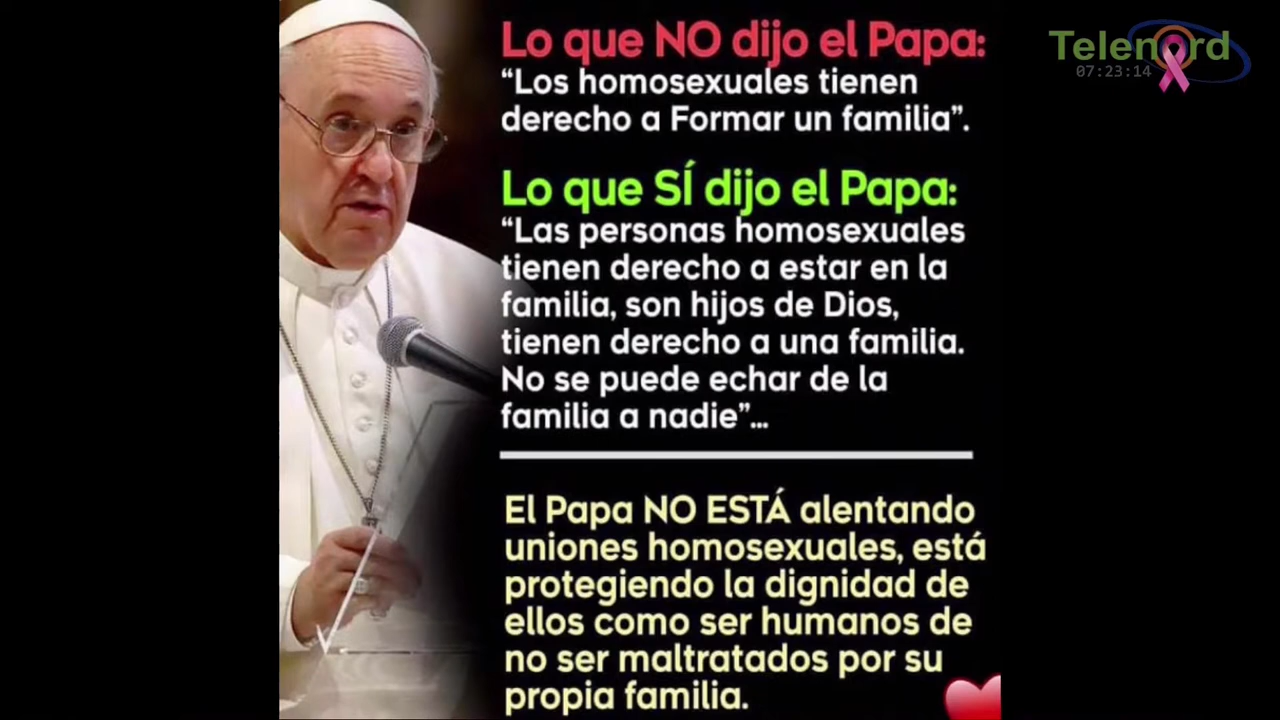 Lo que NO dijo el Papa:
“Los homosexuales tienen
derecho a Formar un familia”.
Lo que SÍ dijo el Papa:
“Las personas homosexuales
tienen derecho a estar en la
familia, son hijos de Dios,
tienen derecho a una familia.
No se puede echar de la
familia a nadie”...
El Papa NO ESTÁ alentando
uniones homosexuales, está
protegiendo la dignidad de
ellos como ser humanos de
no ser maltratados por su
propia familia.
Telenord
07:23:14